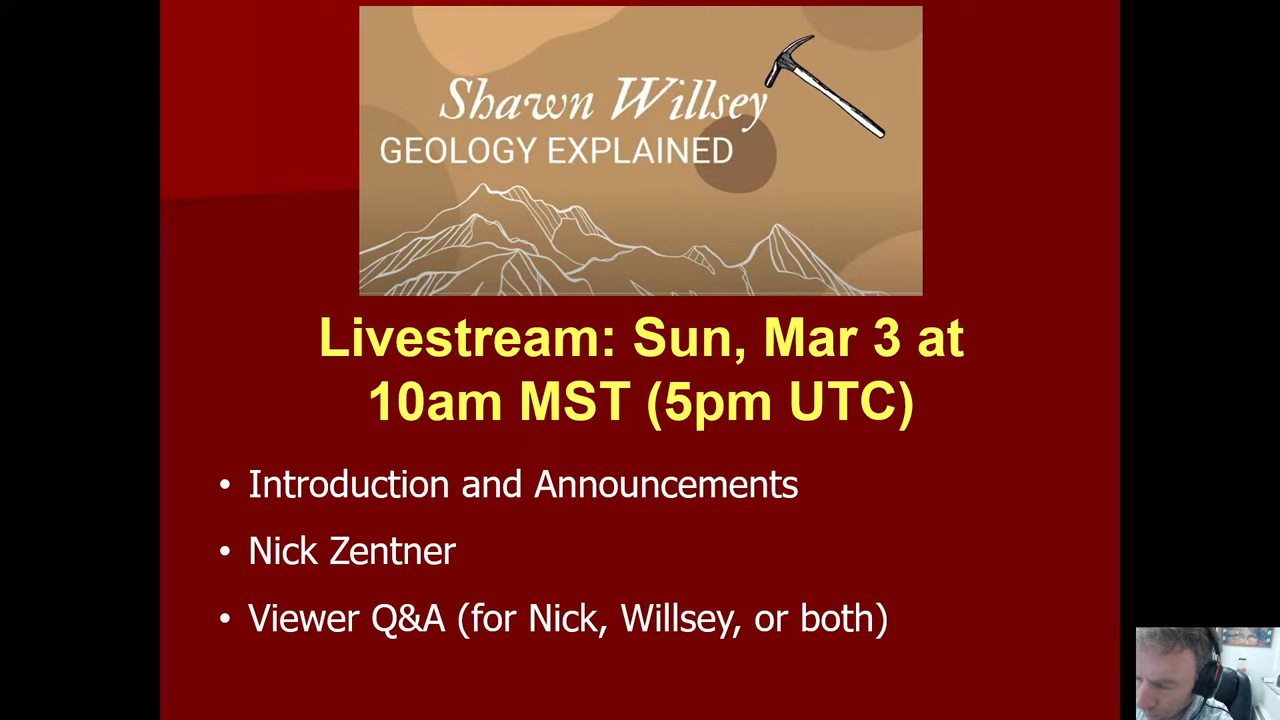 Shawn Willsey
GEOLOGY EXPLAINED
Livestream: Sun, Mar 3 at
10am MST (5pm UTC)
• Introduction and Announcements
• Nick Zentner
• Viewer Q&A (for Nick, Willsey, or both)